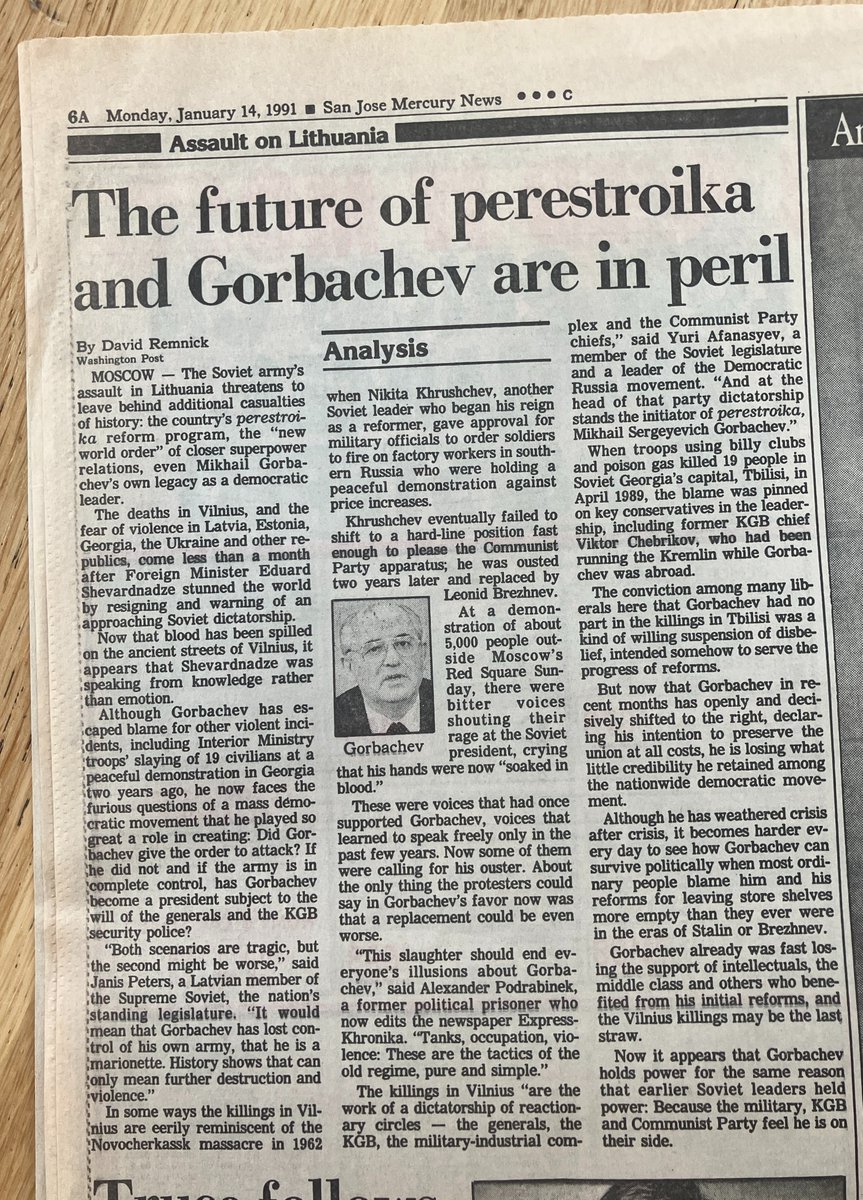 6A Monday, January 14, 1991 ■ San Jose Mercury News ● ● ● C
Assault on Lithuania
The future of perestroika
and Gorbachev are in peril
By David Remnick
Washington Post
MOSCOW — The Soviet army's
assault in Lithuania threatens to
leave behind additional casualties
of history: the country's perestroi-
ka reform program, the "new
world order" of closer superpower
relations, even Mikhail Gorba-
chev's own legacy as a democratic
leader.
The deaths in Vilnius, and the
fear of violence in Latvia, Estonia,
Georgia, the Ukraine and other re-
publics, come less than a month
after Foreign Minister Eduard
Shevardnadze stunned the world
by resigning and warning of an
approaching Soviet dictatorship.
Now that blood has been spilled
on the ancient streets of Vilnius, it
appears that Shevardnadze was
speaking from knowledge rather
than emotion.
Although Gorbachev has es-
caped blame for other violent inci-
dents, including Interior Ministry
troops' slaying of 19 civilians at a
peaceful demonstration in Georgia
two years ago, he now faces the
furious questions of a mass demo-
cratic movement that he played so
great a role in creating: Did Gor-
bachev give the order to attack? If
he did not and if the army is in
complete control, has Gorbachev
become a president subject to the
will of the generals and the KGB
security police?
"Both scenarios are tragic, but
the second might be worse," said
Janis Peters, a Latvian member of
the Supreme Soviet, the nation's
standing legislature. "It would
mean that Gorbachev has lost con-
trol of his own army, that he is a
marionette. History shows that can
only mean further destruction and
violence."
In some ways the killings in Vil-
nius are eerily reminiscent of the
Novocherkassk massacre in 1962
Analysis
when Nikita Khrushchev, another
Soviet leader who began his reign
as a reformer, gave approval for
military officials to order soldiers
to fire on factory workers in south-
ern Russia who were holding a
peaceful demonstration against
price increases.
Khrushchev eventually failed to
shift to a hard-line position fast
enough to please the Communist
Party apparatus; he was ousted
two years later and replaced by
Leonid Brezhnev.
At a demon-
stration of about
5,000 people out-
side Moscow's
Red Square Sun-
day, there were
bitter voices
shouting their
rage at the Soviet
president, crying
Gorbachev
that his hands were now "soaked in
blood."
These were voices that had once
supported Gorbachev, voices that
learned to speak freely only in the
past few years. Now some of them
were calling for his ouster. About
the only thing the protesters could
say in Gorbachev's favor now was
that a replacement could be even
worse.
"This slaughter should end ev-
eryone's illusions about Gorba-
chev," said Alexander Podrabinek,
a former political prisoner who
now edits the newspaper Express-
Khronika. "Tanks, occupation, vio-
lence: These are the tactics of the
old regime, pure and simple."
The killings in Vilnius "are the
work of a dictatorship of reaction-
ary circles — the generals, the
KGB, the military-industrial com-
plex and the Communist Party
chiefs," said Yuri Afanasyev, a
member of the Soviet legislature
and a leader of the Democratic
Russia movement. "And at the
head of that party dictatorship
stands the initiator of perestroika,
Mikhail Sergeyevich Gorbachev."
When troops using billy clubs
and poison gas killed 19 people in
Soviet Georgia's capital, Tbilisi, in
April 1989, the blame was pinned
on key conservatives in the leader-
ship, including former KGB chief
Viktor Chebrikov, who had been
running the Kremlin while Gorba-
chev was abroad.
The conviction among many lib-
erals here that Gorbachev had no
part in the killings in Tbilisi was a
kind of willing suspension of disbe-
lief, intended somehow to serve the
progress of reforms.
But now that Gorbachev in re-
cent months has openly and deci-
sively shifted to the right, declar-
ing his intention to preserve the
union at all costs, he is losing what
little credibility he retained among
the nationwide democratic move-
ment.
Although he has weathered crisis
after crisis, it becomes harder ev-
ery day to see how Gorbachev can
survive politically when most ordi-
nary people blame him and his
reforms for leaving store shelves
more empty than they ever were
in the eras of Stalin or Brezhnev.
Gorbachev already was fast los-
ing the support of intellectuals, the
middle class and others who bene-
fited from his initial reforms, and
the Vilnius killings may be the last
straw.
Now it appears that Gorbachev
holds power for the same reason
that earlier Soviet leaders held
power: Because the military, KGB
and Communist Party feel he is on
their side.